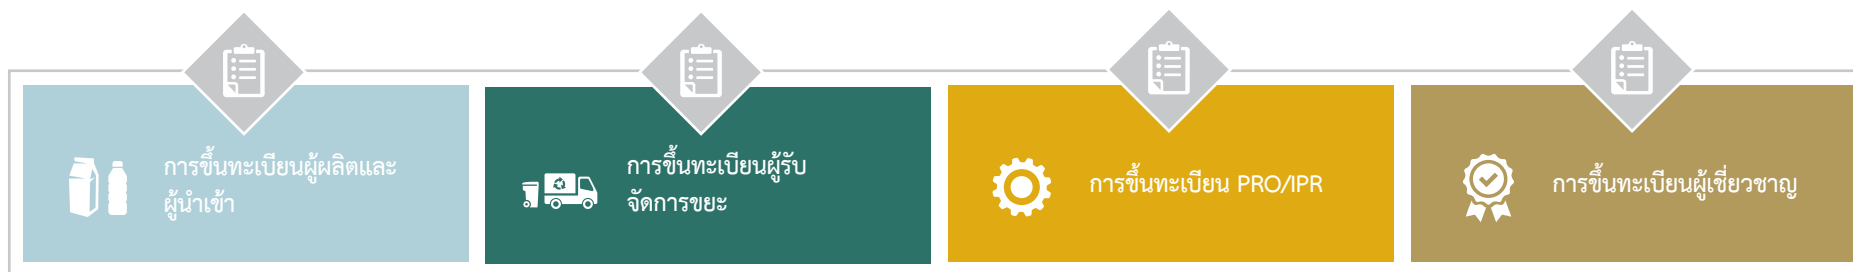 การขึ้นทะเบียนผู้ผลิตและ
ผู้นำเข้า
การขึ้นทะเบียนผู้รับ
จัดการขยะ
การขึ้นทะเบียน PRO/IPR
การขึ้นทะเบียนผู้เชี่ยวชาญ